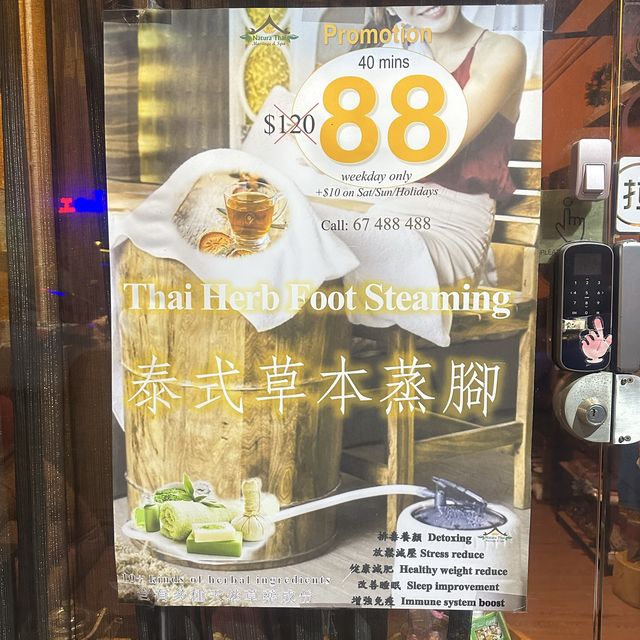 Natura Thai
Massage & Spa
Promotion
40 mins
$120
88
weekday only
+$10 on Sat/Sun/Holidays
Call: 67 488 488
Thai Herb Foot Steaming
泰式草本蒸腳
排毒養顏 Detoxing
放鬆減壓 Stress reduce
健康減肥 Healthy weight reduce
改善睡眠 Sleep improvement
增強免疫 Immune system boost
10+ kinds of herbal ingredients